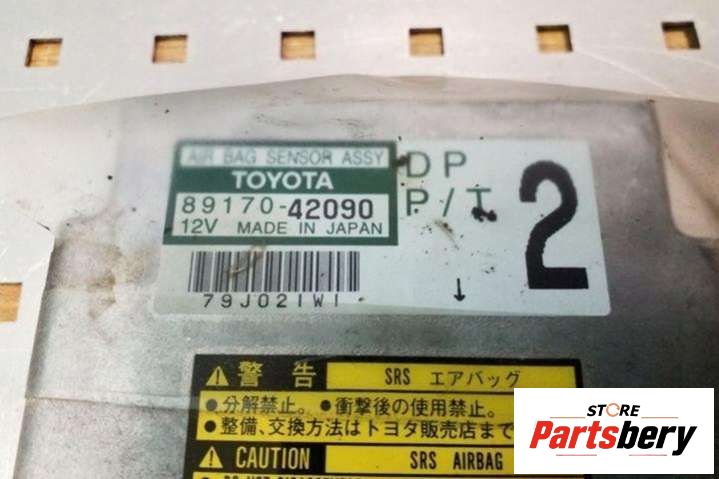 AIR BAG SENSOR ASSY
TOYOTA
89170-42090
12V MADE IN JAPAN
DP
P/T
2
↓
79J021W1
警告 SRS エアバッグ
●分解禁止。 ●衝撃後の使用禁止。
●整備、交換方法はトヨタ販売店まで
CAUTION SRS AIRBAG
STORE
Partsbery